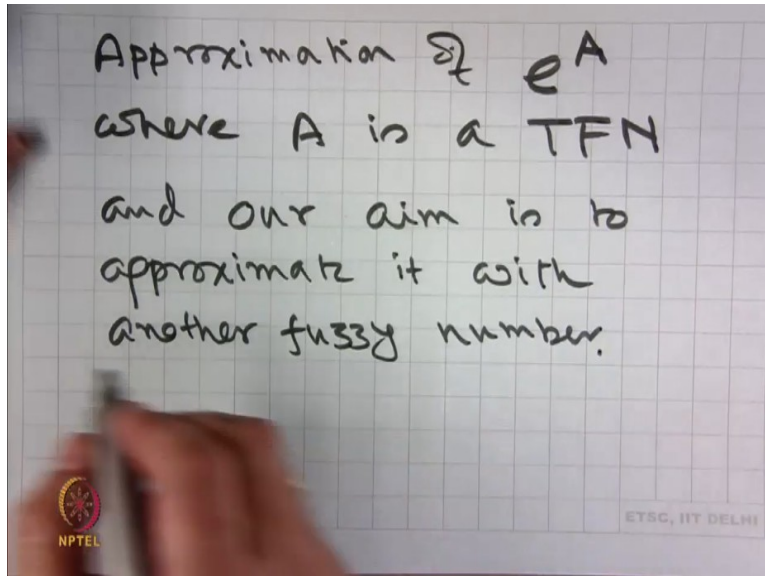 Approximation of e^A
where A is a TFN
and our aim is to
approximate it with
another fuzzy number.
ETSC, IIT DELHI
NPTEL